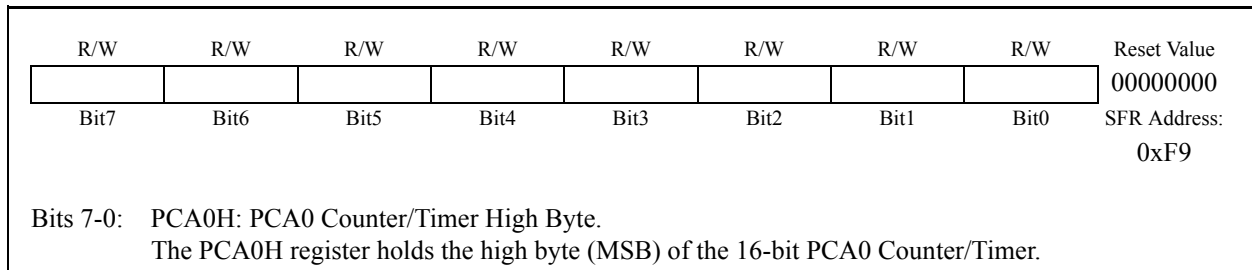 R/W R/W R/W R/W R/W R/W R/W R/W Reset Value
00000000
Bit7 Bit6 Bit5 Bit4 Bit3 Bit2 Bit1 Bit0 SFR Address:
0xF9
Bits 7-0: PCA0H: PCA0 Counter/Timer High Byte.
The PCA0H register holds the high byte (MSB) of the 16-bit PCA0 Counter/Timer.